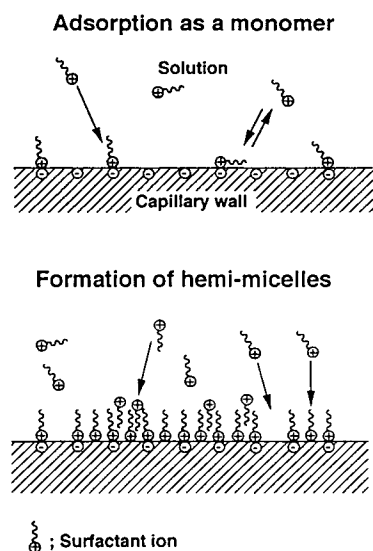 Adsorption as a monomer
Solution
Capillary wall
Formation of hemi-micelles
; Surfactant ion